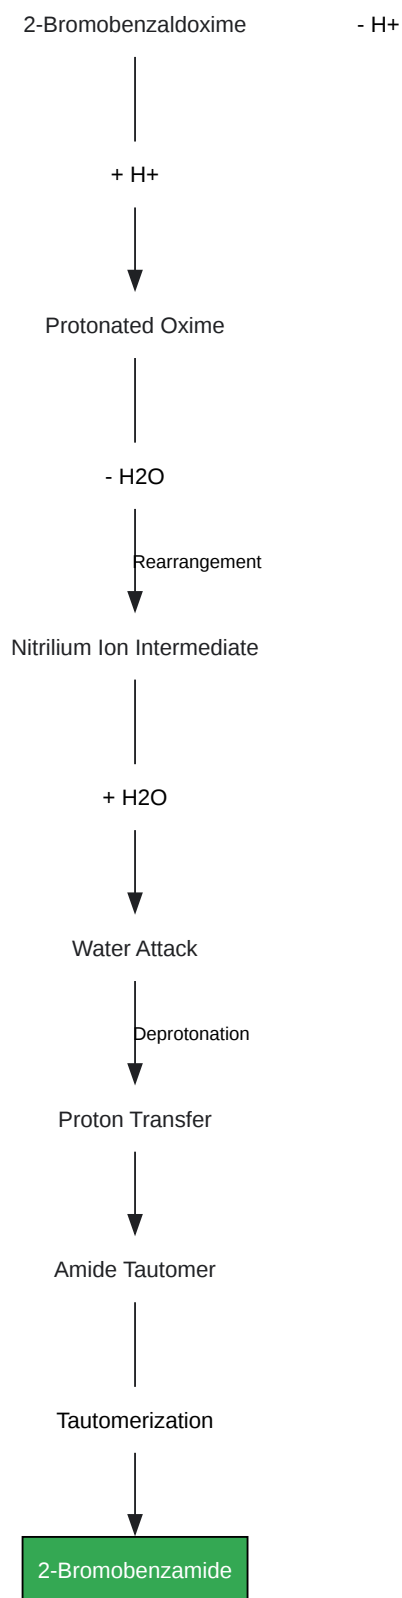 2-Bromobenzaldoxime
- H+
+ H+
Protonated Oxime
- H2O
Rearrangement
Nitrilium Ion Intermediate
+ H2O
Water Attack
Deprotonation
Proton Transfer
Amide Tautomer
Tautomerization
2-Bromobenzamide